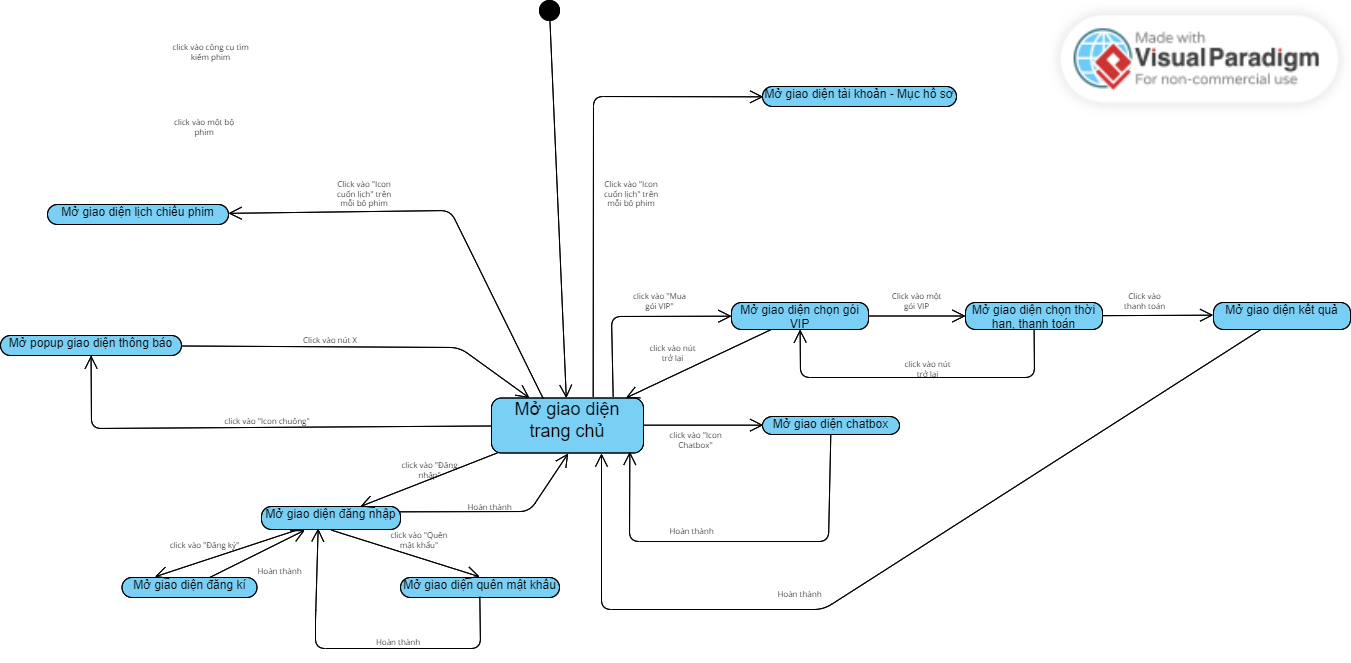 click vào công cụ tìm
kiếm phim
Made with
Visual Paradigm
For non-commercial use
Mở giao diện tài khoản - Mục hồ sơ
click vào một bộ
phim
Click vào "Icon
cuốn lịch" trên
mỗi bộ phim
Click vào "Icon
cuốn lịch" trên
mỗi bộ phim
Mở giao diện lịch chiếu phim
click vào "Mua
gói VIP"
Click vào một
gói VIP
Click vào
thanh toán
Mở giao diện chọn gói
VIP
Mở giao diện chọn thời
hạn, thanh toán
Mở giao diện kết quả
Mở popup giao diện thông báo
Click vào nút X
click vào nút
trở lại
click vào nút
trở lại
Mở giao diện
trang chủ
click vào "Icon chuông"
Mở giao diện chatbox
click vào "Icon
Chatbox"
click vào "Đăng
nhập"
Hoàn thành
Mở giao diện đăng nhập
Hoàn thành
click vào "Đăng ký"
click vào "Quên
mật khẩu"
Hoàn thành
Mở giao diện đăng kí
Mở giao diện quên mật khẩu
Hoàn thành
Hoàn thành